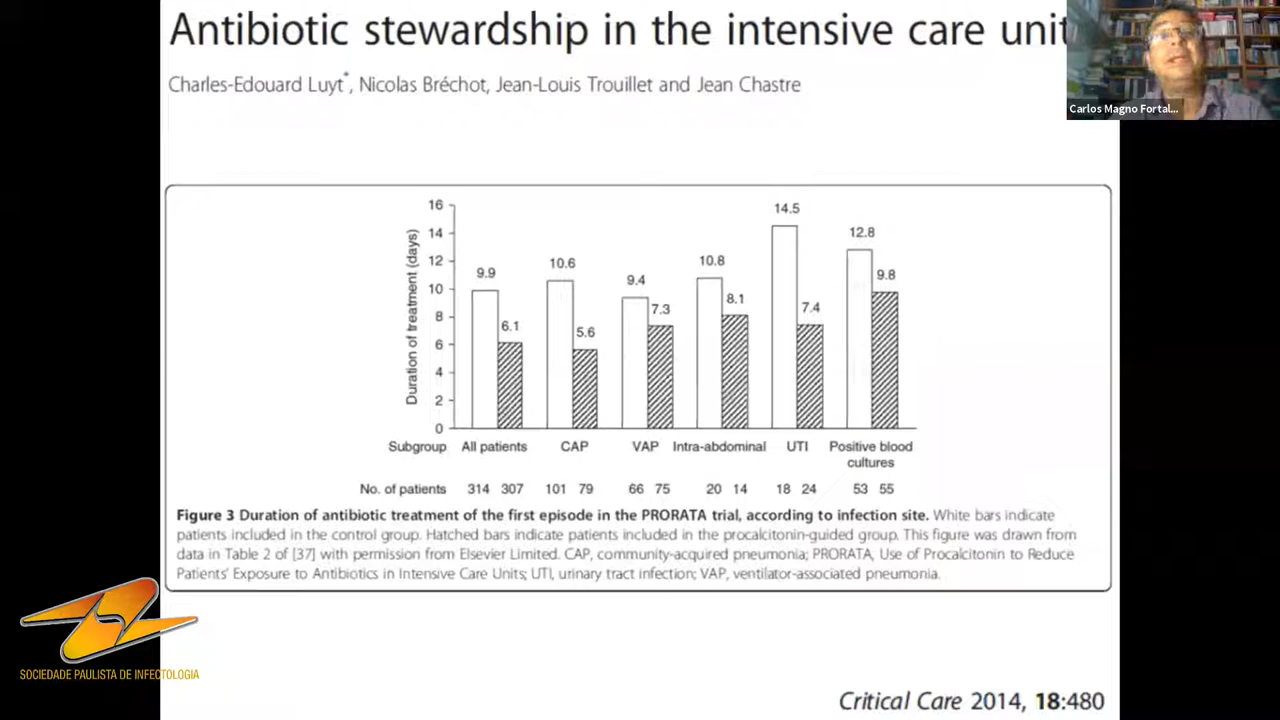 Antibiotic stewardship in the intensive care unit
Charles-Edouard Luyt*, Nicolas Bréchot, Jean-Louis Trouillet and Jean Chastre
Carlos Magno Fortal...
Duration of treatment (days)
16
14
12
10
8
6
4
2
0
9.9
6.1
10.6
5.6
9.4
7.3
10.8
8.1
14.5
7.4
12.8
9.8
Subgroup All patients CAP VAP Intra-abdominal UTI Positive blood
cultures
No. of patients 314 307 101 79 66 75 20 14 18 24 53 55
Figure 3 Duration of antibiotic treatment of the first episode in the PRORATA trial, according to infection site. White bars indicate
patients included in the control group. Hatched bars indicate patients included in the procalcitonin-guided group. This figure was drawn from
data in Table 2 of [37] with permission from Elsevier Limited. CAP, community-acquired pneumonia; PRORATA, Use of Procalcitonin to Reduce
Patients' Exposure to Antibiotics in Intensive Care Units; UTI, urinary tract infection; VAP, ventilator-associated pneumonia.
SOCIEDADE PAULISTA DE INFECTOLOGIA
Critical Care 2014, 18:480